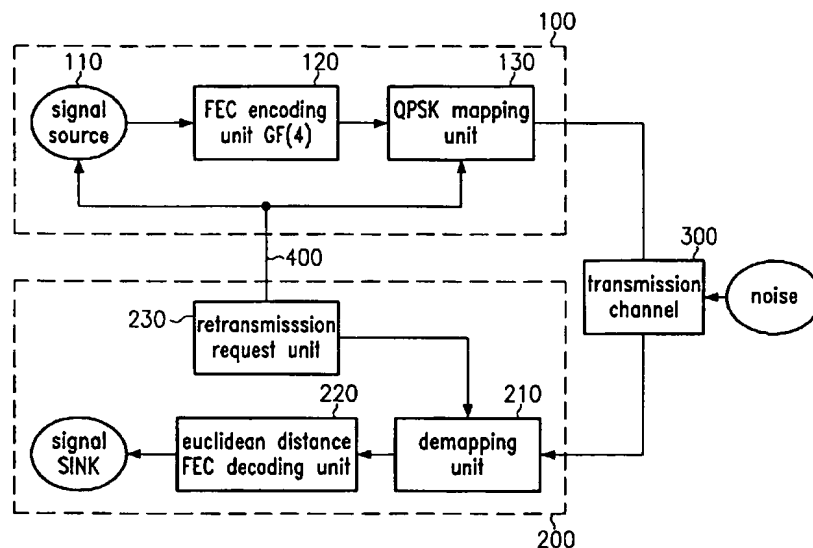 100
110
120
130
signal
source
FEC encoding
unit GF(4)
QPSK mapping
unit
400
300
transmission
channel
noise
230
retransmisssion
request unit
220
210
signal
SINK
euclidean distance
FEC decoding unit
demapping
unit
200